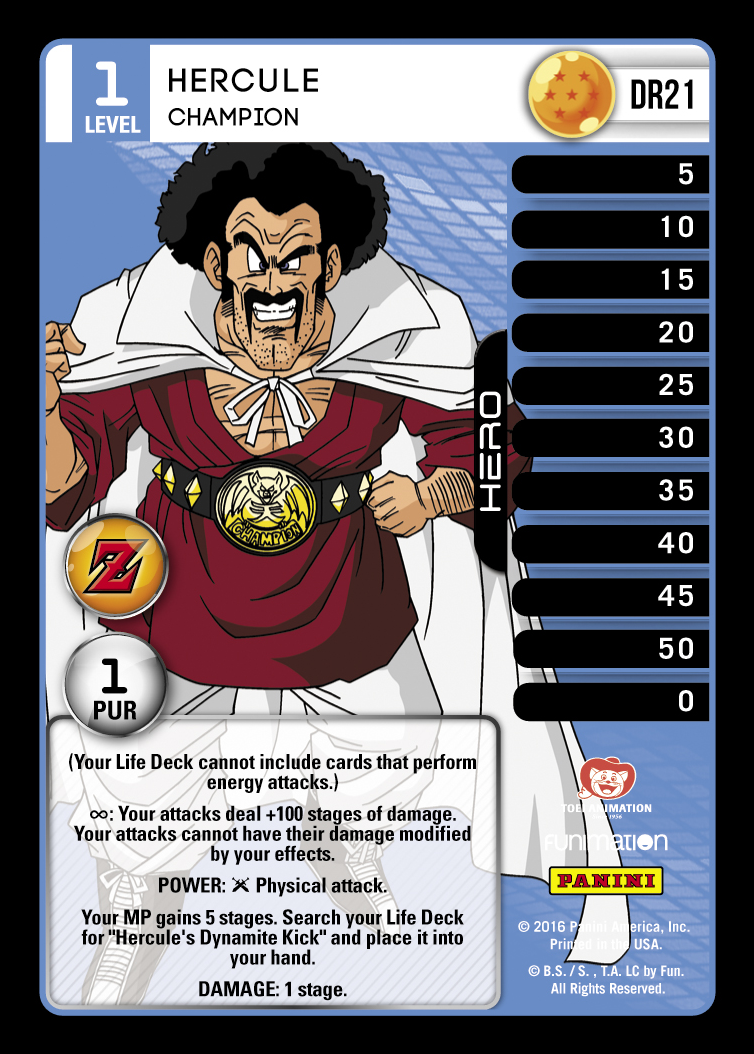 1
LEVEL
HERCULE
CHAMPION
DR21
5
10
15
20
25
30
35
40
45
50
0
HERO
CHAMPION
Z
1
PUR
(Your Life Deck cannot include cards that perform
energy attacks.)
∞: Your attacks deal +100 stages of damage.
Your attacks cannot have their damage modified
by your effects.
POWER: Physical attack.
Your MP gains 5 stages. Search your Life Deck
for "Hercule's Dynamite Kick" and place it into
your hand.
DAMAGE: 1 stage.
TOEI ANIMATION
FUNIMATION
PANINI
© 2016 Panini America, Inc.
Printed in the USA.
© B.S. / S. , T.A. LC by Fun.
All Rights Reserved.